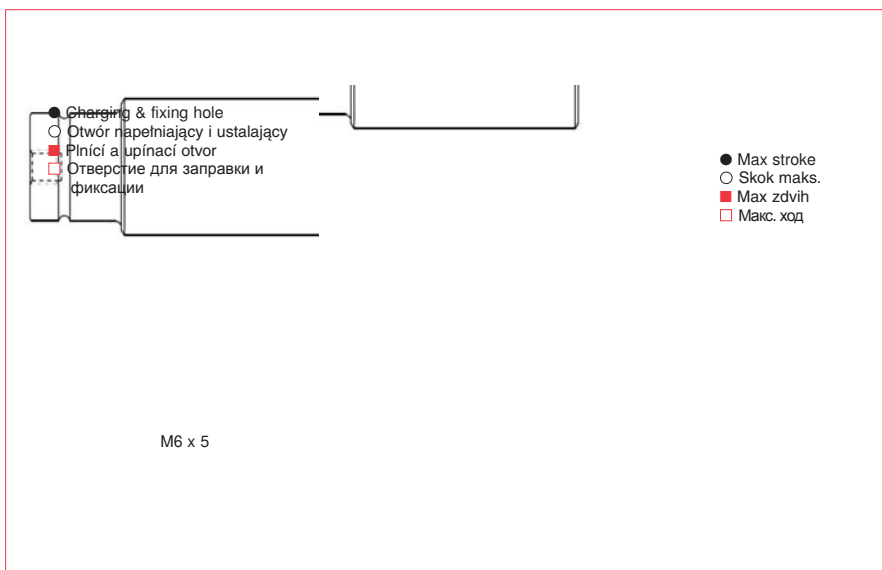 Charging & fixing hole
Otwór napełniający i ustalający
Plnící a upínací otvor
Отверстие для заправки и
фиксации
Max stroke
Skok maks.
Max zdvih
Макс. ход
M6 x 5